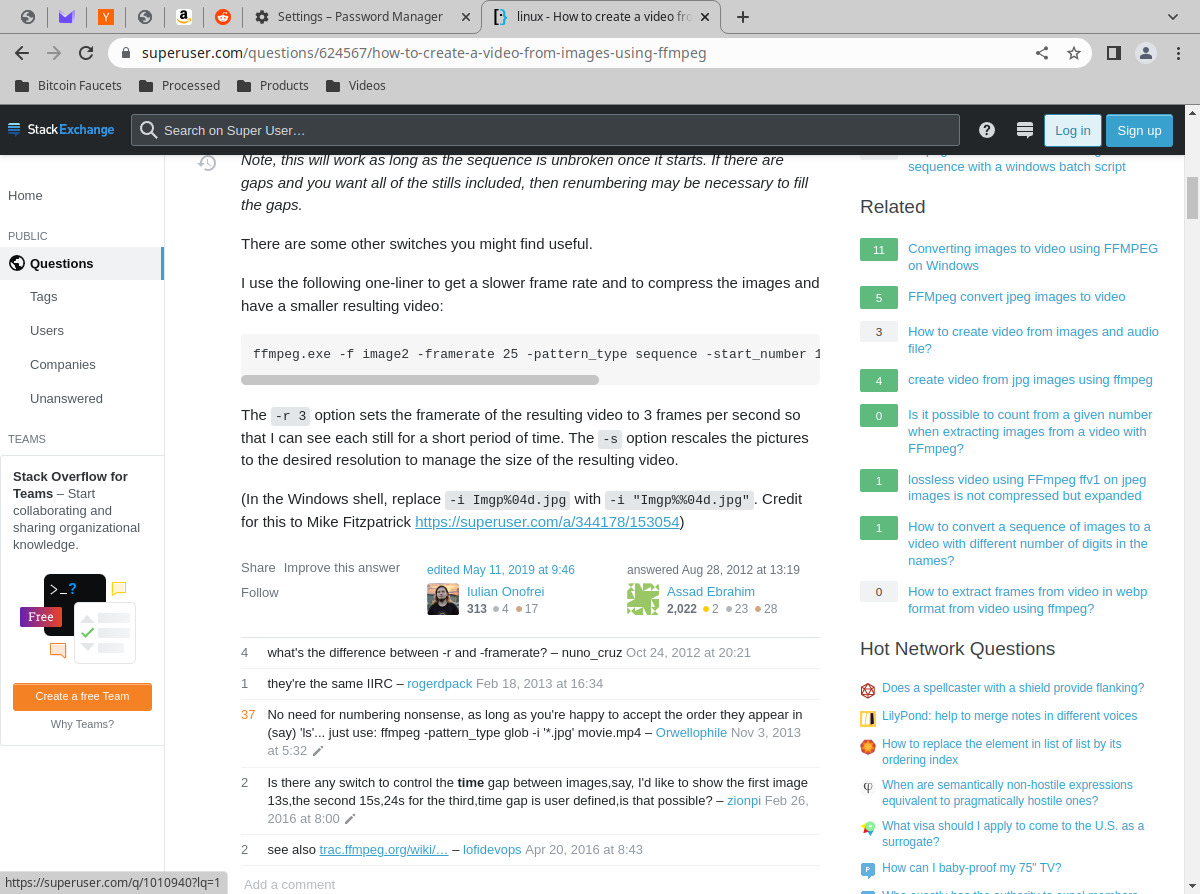 Settings – Password Manager
linux - How to create a video fro
superuser.com/questions/624567/how-to-create-a-video-from-images-using-ffmpeg
Bitcoin Faucets
Processed
Products
Videos
StackExchange
Search on Super User…
Log in
Sign up
Home
PUBLIC
Questions
Tags
Users
Companies
Unanswered
TEAMS
Stack Overflow for
Teams – Start
collaborating and
sharing organizational
knowledge.
>_?
Free
Create a free Team
Why Teams?
Note, this will work as long as the sequence is unbroken once it starts. If there are
gaps and you want all of the stills included, then renumbering may be necessary to fill
the gaps.
There are some other switches you might find useful.
I use the following one-liner to get a slower frame rate and to compress the images and
have a smaller resulting video:
ffmpeg.exe -f image2 -framerate 25 -pattern_type sequence -start_number 1
The -r 3 option sets the framerate of the resulting video to 3 frames per second so
that I can see each still for a short period of time. The -s option rescales the pictures
to the desired resolution to manage the size of the resulting video.
(In the Windows shell, replace -i Imgp%04d.jpg with -i "Imgp%%04d.jpg". Credit
for this to Mike Fitzpatrick https://superuser.com/a/344178/153054)
Share Improve this answer
Follow
edited May 11, 2019 at 9:46
Iulian Onofrei
313 4 17
answered Aug 28, 2012 at 13:19
Assad Ebrahim
2,022 2 23 28
4 what's the difference between -r and -framerate? – nuno_cruz Oct 24, 2012 at 20:21
1 they're the same IIRC – rogerdpack Feb 18, 2013 at 16:34
37 No need for numbering nonsense, as long as you're happy to accept the order they appear in
(say) 'ls'... just use: ffmpeg -pattern_type glob -i '*.jpg' movie.mp4 – Orwellophile Nov 3, 2013
at 5:32
2 Is there any switch to control the time gap between images,say, I'd like to show the first image
13s,the second 15s,24s for the third,time gap is user defined,is that possible? – zionpi Feb 26,
2016 at 8:00
2 see also trac.ffmpeg.org/wiki/… – lofidevops Apr 20, 2016 at 8:43
Add a comment
sequence with a windows batch script
Related
11 Converting images to video using FFMPEG
on Windows
5 FFMpeg convert jpeg images to video
3 How to create video from images and audio
file?
4 create video from jpg images using ffmpeg
0 Is it possible to count from a given number
when extracting images from a video with
FFmpeg?
1 lossless video using FFmpeg ffv1 on jpeg
images is not compressed but expanded
1 How to convert a sequence of images to a
video with different number of digits in the
names?
0 How to extract frames from video in webp
format from video using ffmpeg?
Hot Network Questions
Does a spellcaster with a shield provide flanking?
LilyPond: help to merge notes in different voices
How to replace the element in list of list by its
ordering index
When are semantically non-hostile expressions
equivalent to pragmatically hostile ones?
What visa should I apply to come to the U.S. as a
surrogate?
How can I baby-proof my 75" TV?
https://superuser.com/q/1010940?lq=1